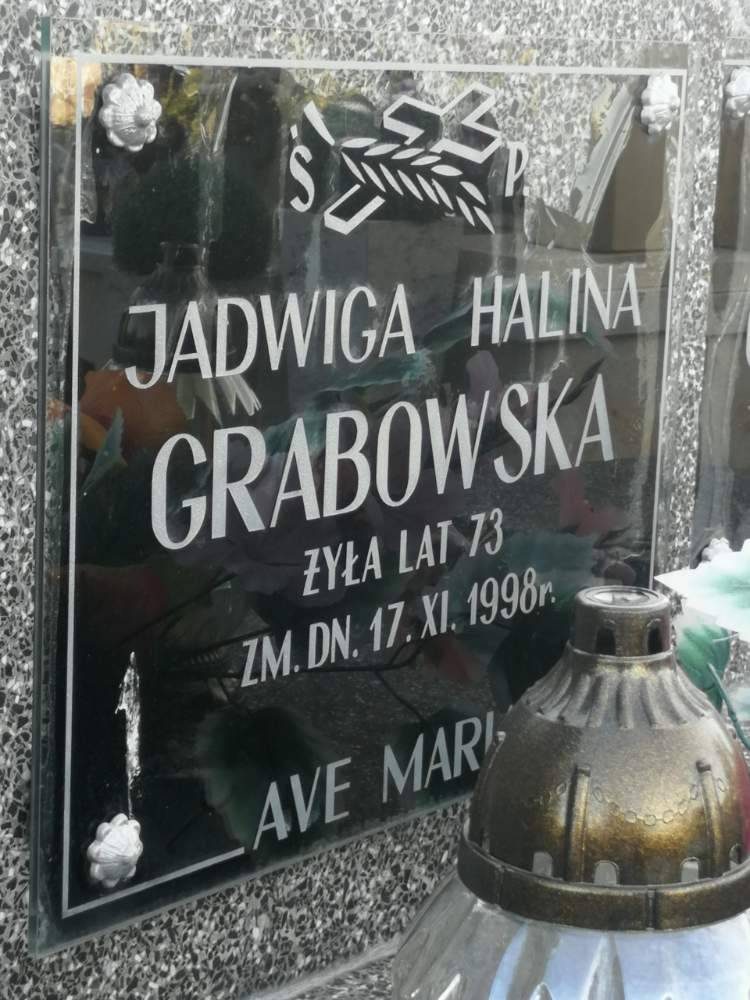 Ś P.
JADWIGA HALINA
GRABOWSKA
ŻYŁA LAT 73
ZM. DN. 17. XI. 1998r.
AVE